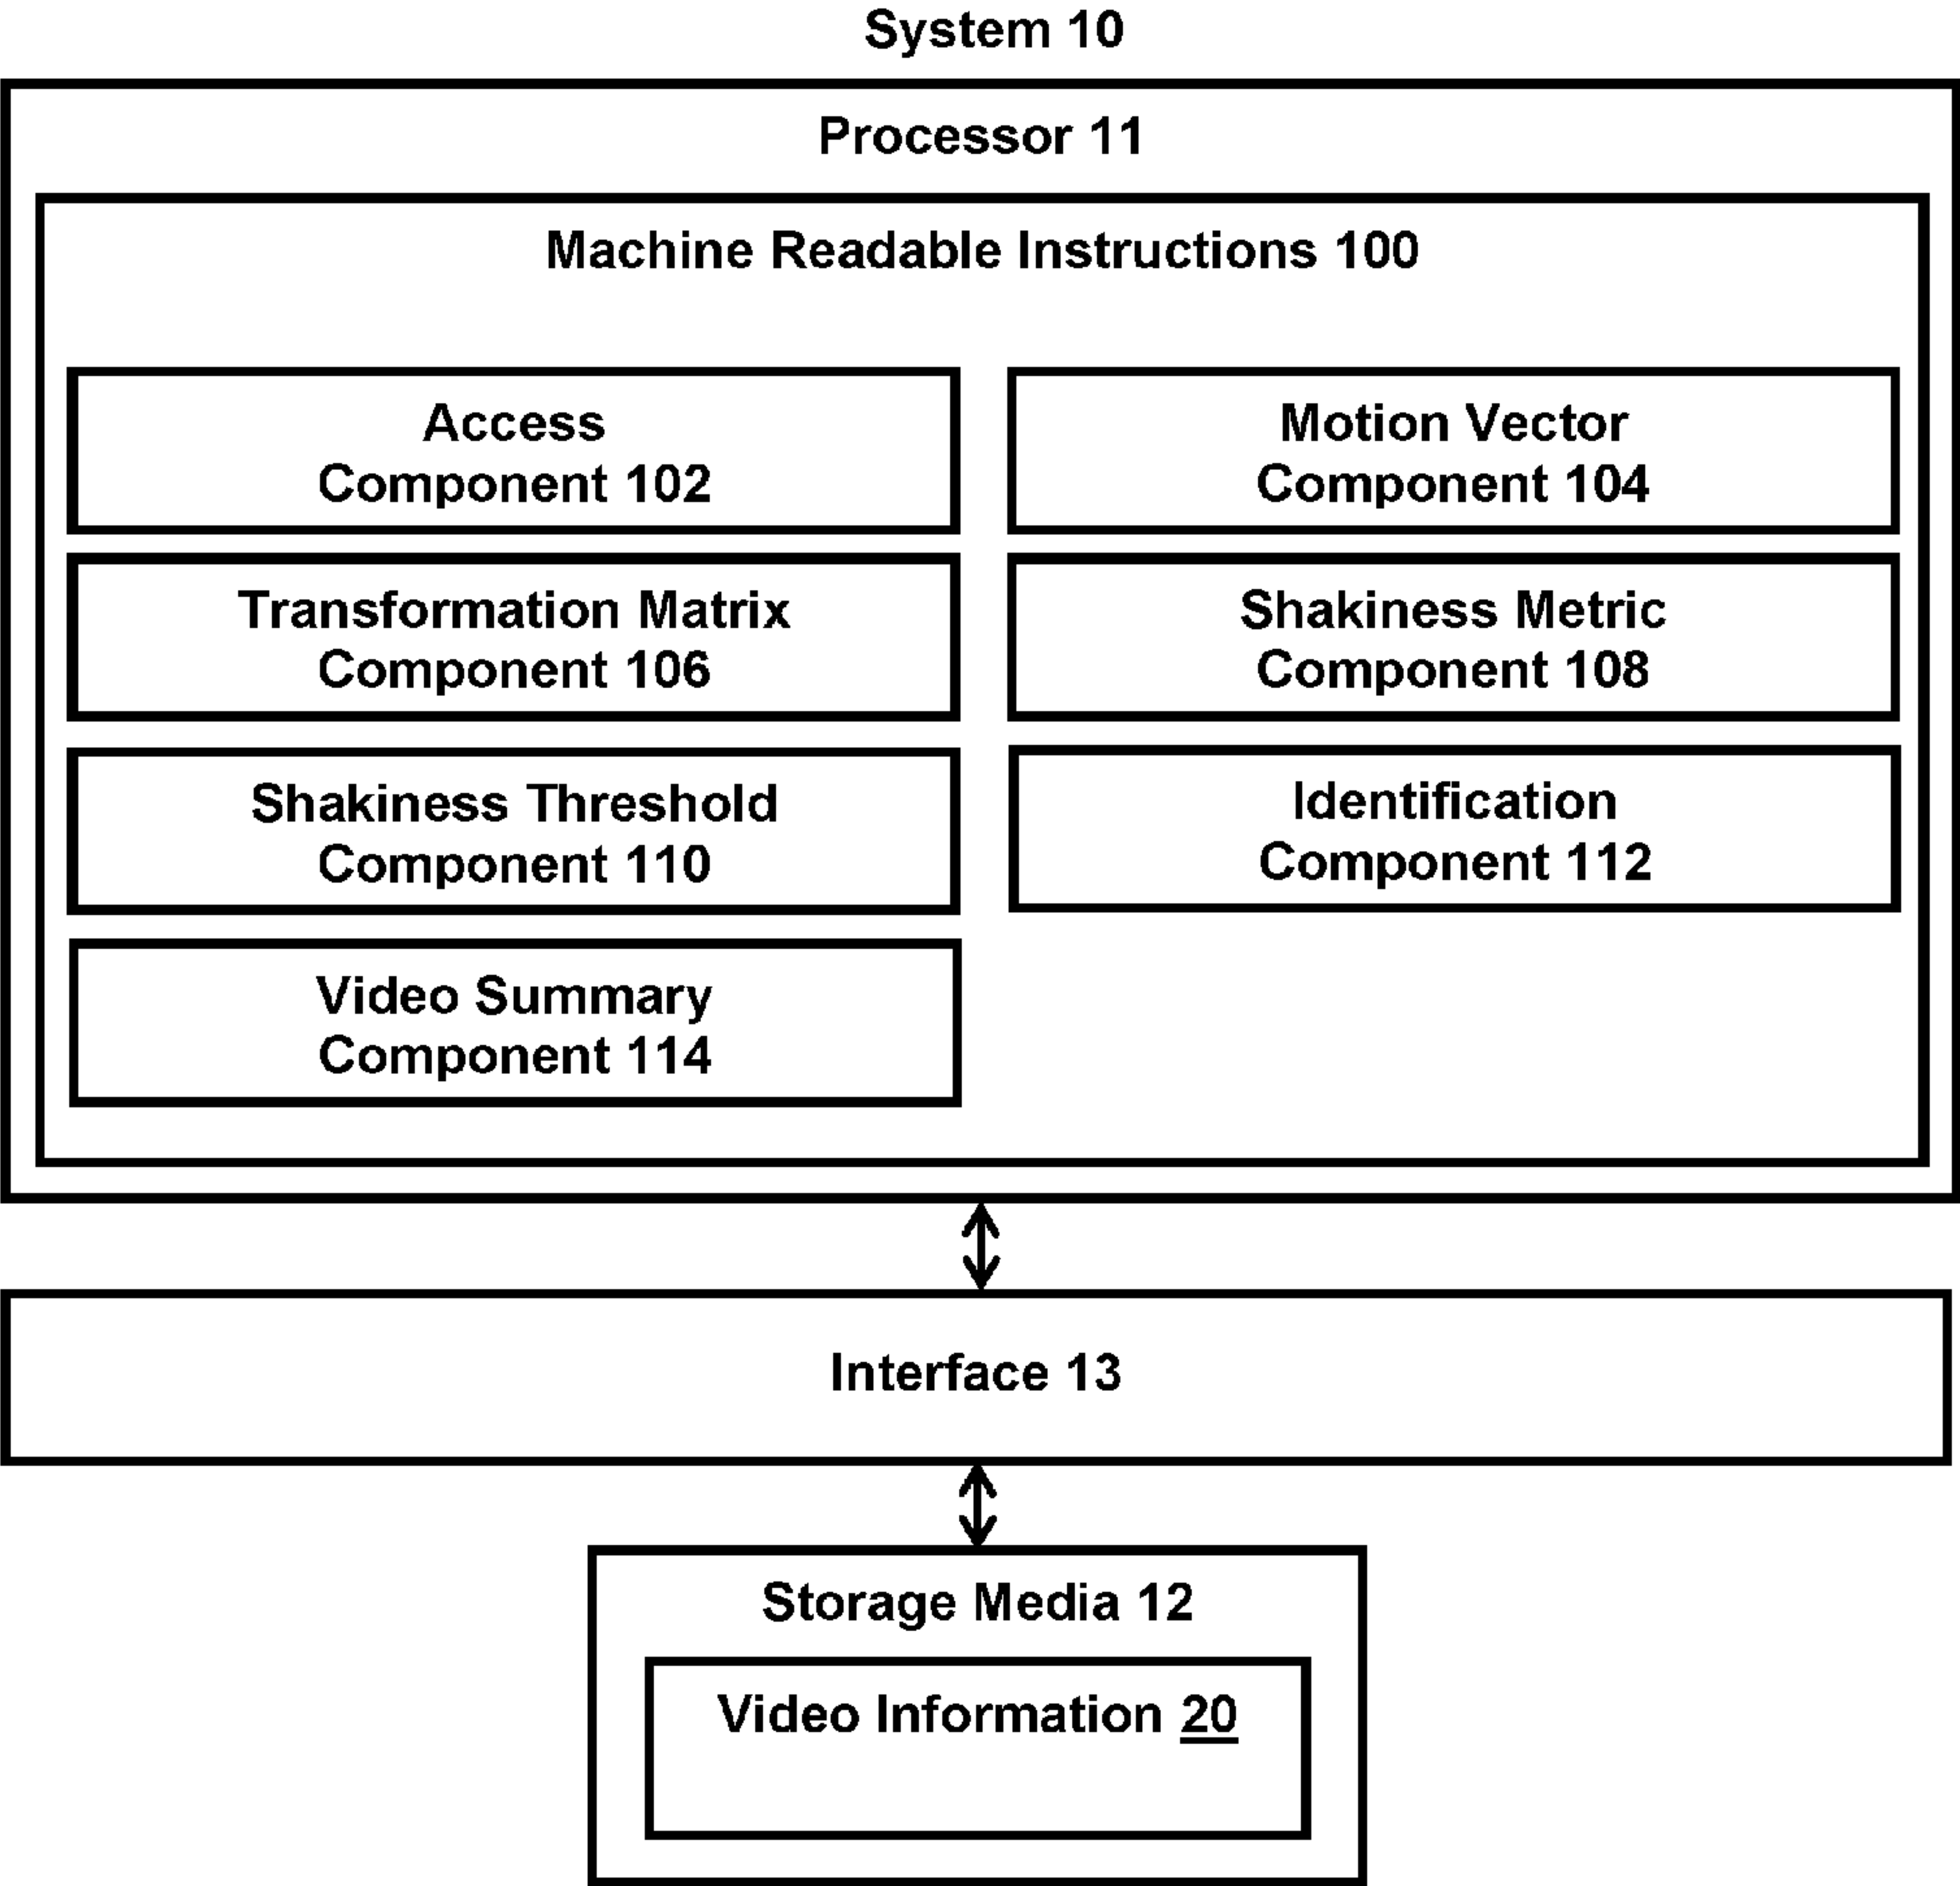 System 10
Processor 11
Machine Readable Instructions 100
Access
Component 102
Motion Vector
Component 104
Transformation Matrix
Component 106
Shakiness Metric
Component 108
Shakiness Threshold
Component 110
Identification
Component 112
Video Summary
Component 114
Interface 13
Storage Media 12
Video Information 20